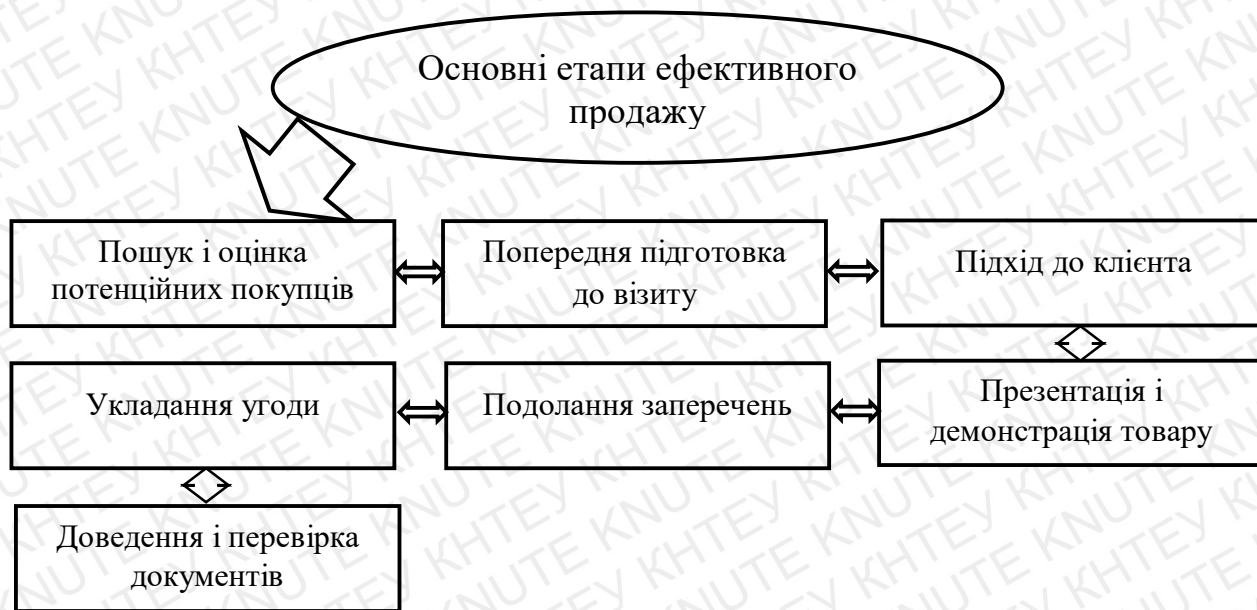 Основні етапи ефективного
продажу
Пошук і оцінка
потенційних покупців
Попередня підготовка
до візиту
Підхід до клієнта
Презентація і
демонстрація товару
Подолання заперечень
Укладання угоди
Доведення і перевірка
документів